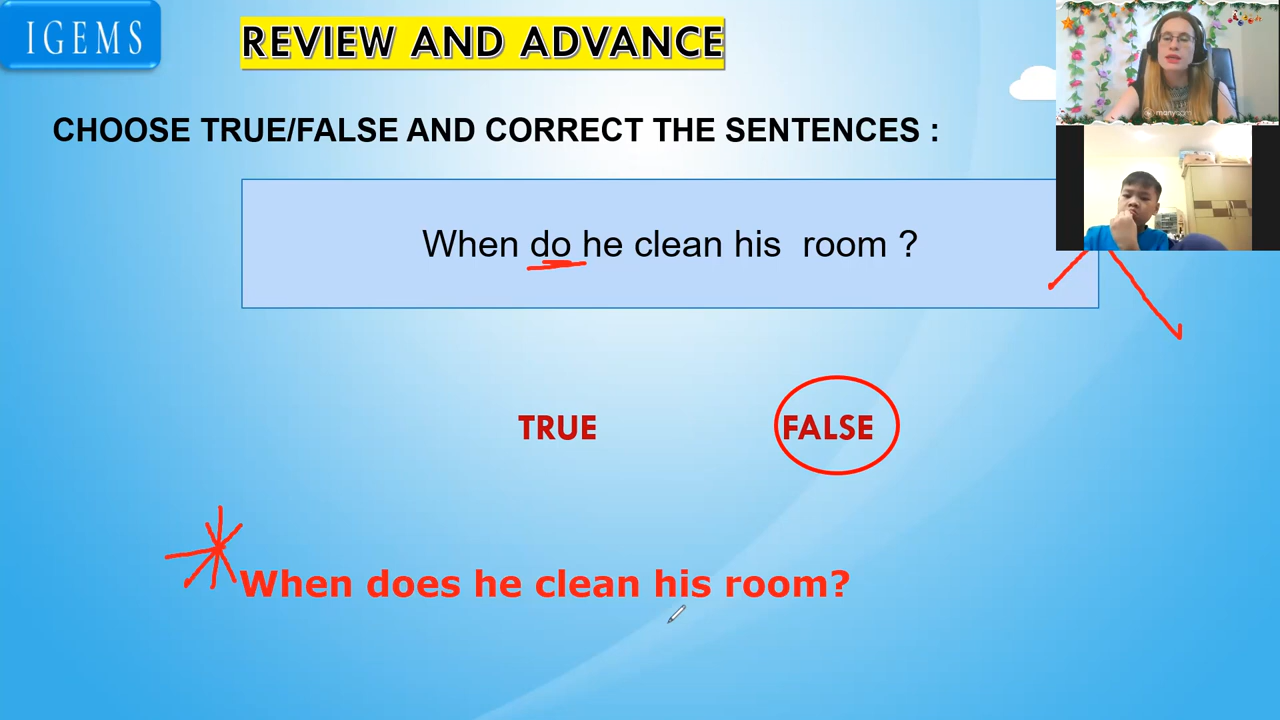 IGEMS
REVIEW AND ADVANCE
CHOOSE TRUE/FALSE AND CORRECT THE SENTENCES :
When do he clean his room ?
TRUE
FALSE
When does he clean his room?
manycam